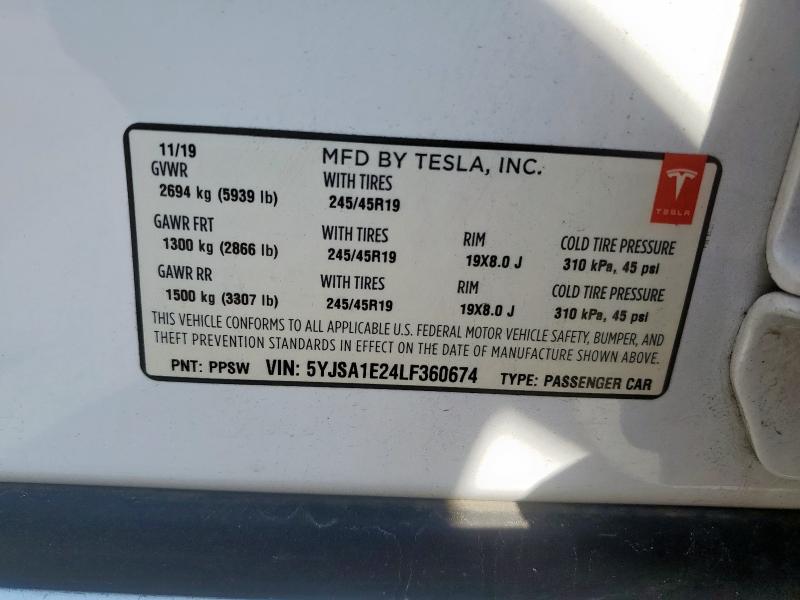 11/19 MFD BY TESLA, INC.
GVWR WITH TIRES
2694 kg (5939 lb) 245/45R19
TESLA
GAWR FRT WITH TIRES RIM COLD TIRE PRESSURE
1300 kg (2866 lb) 245/45R19 19X8.0 J 310 kPa, 45 psi
GAWR RR WITH TIRES RIM COLD TIRE PRESSURE
1500 kg (3307 lb) 245/45R19 19X8.0 J 310 kPa, 45 psi
THIS VEHICLE CONFORMS TO ALL APPLICABLE U.S. FEDERAL MOTOR VEHICLE SAFETY, BUMPER, AND
THEFT PREVENTION STANDARDS IN EFFECT ON THE DATE OF MANUFACTURE SHOWN ABOVE.
PNT: PPSW VIN: 5YJSA1E24LF360674 TYPE: PASSENGER CAR